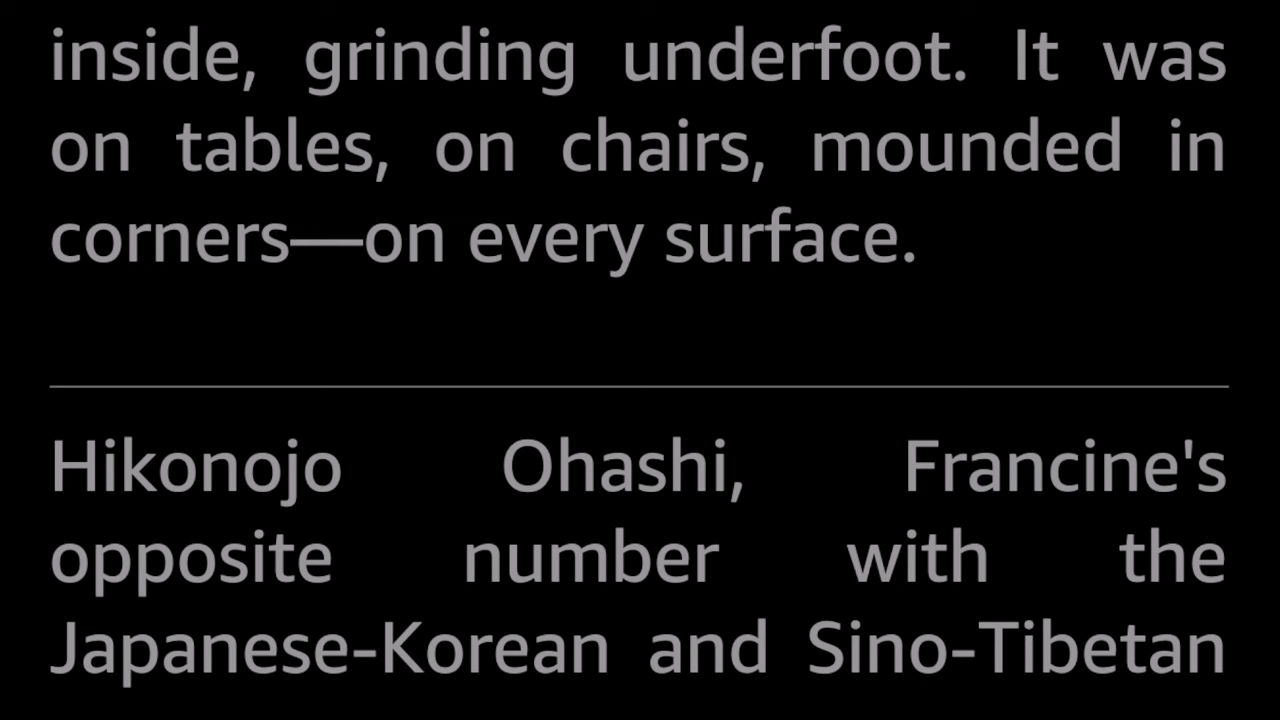 inside, grinding underfoot. It was
on tables, on chairs, mounded in
corners—on every surface.
Hikonojo Ohashi, Francine's
opposite number with the
Japanese-Korean and Sino-Tibetan